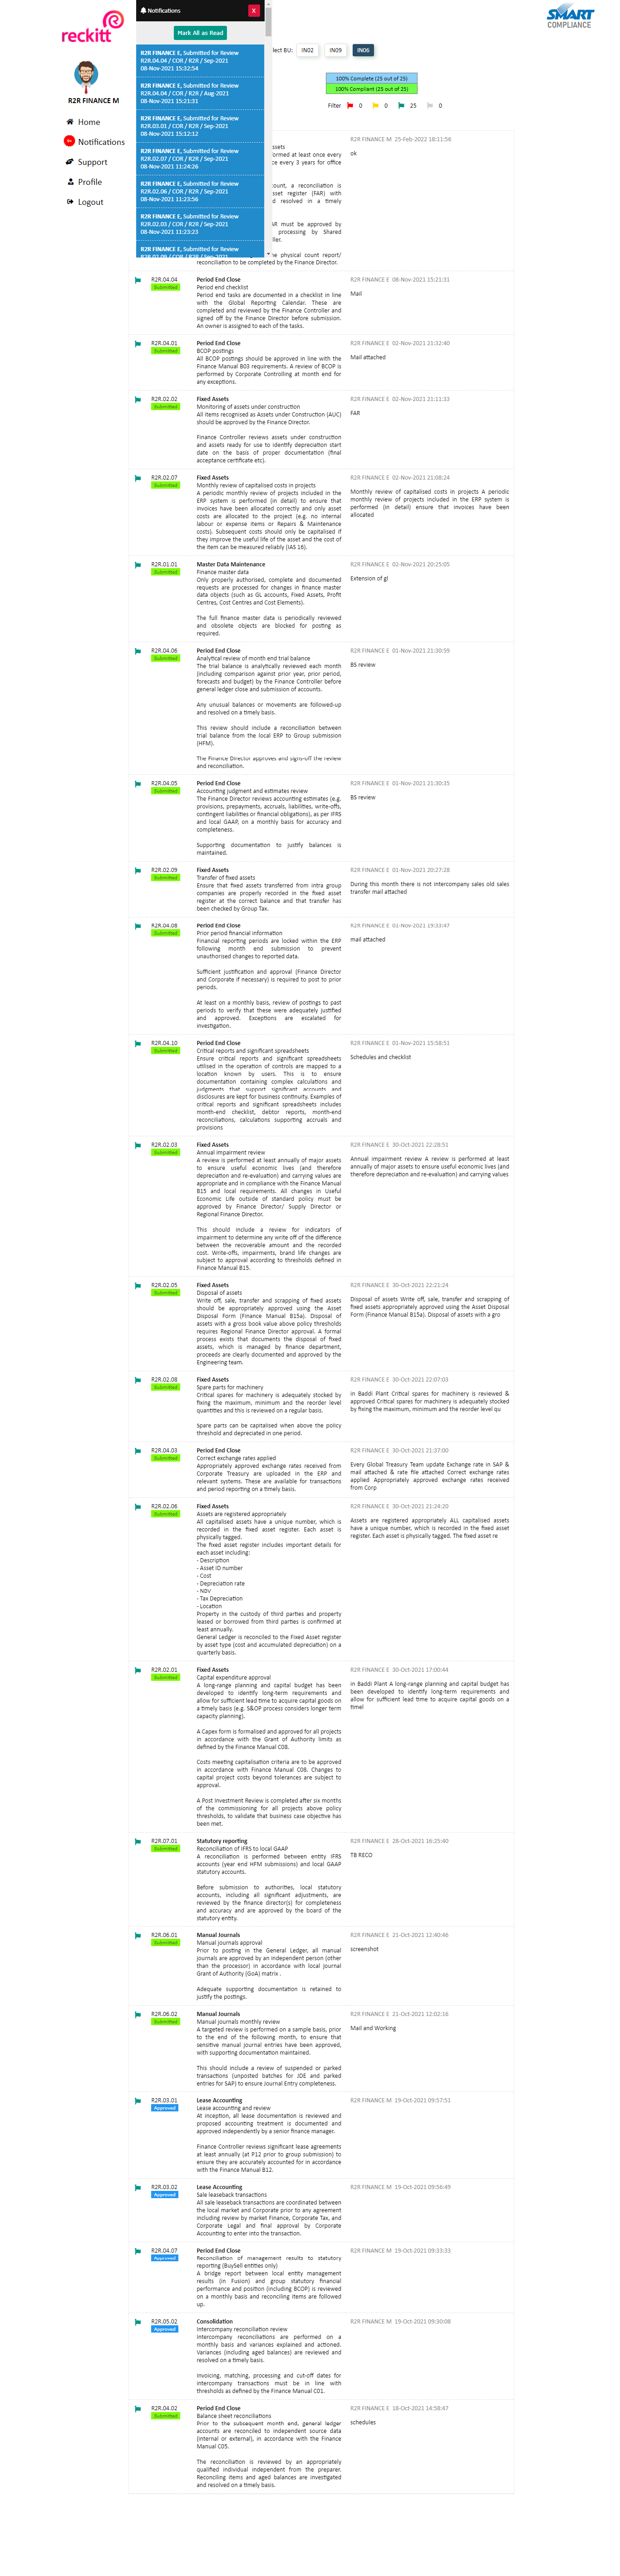 reckitt
R2R FINANCE M
Home
9+
Notifications
Support
Profile
Logout
Notifications
X
Mark All as Read
R2R FINANCE E, Submitted for Review
R2R.04.04 / COR / R2R / Sep-2021
08-Nov-2021 15:32:54
R2R FINANCE E, Submitted for Review
R2R.04.04 / COR / R2R / Aug-2021
08-Nov-2021 15:21:31
R2R FINANCE E, Submitted for Review
R2R.03.01 / COR / R2R / Sep-2021
08-Nov-2021 15:12:12
R2R FINANCE E, Submitted for Review
R2R.02.07 / COR / R2R / Sep-2021
08-Nov-2021 11:24:26
R2R FINANCE E, Submitted for Review
R2R.02.06 / COR / R2R / Sep-2021
08-Nov-2021 11:23:56
R2R FINANCE E, Submitted for Review
R2R.02.03 / COR / R2R / Sep-2021
08-Nov-2021 11:23:23
R2R FINANCE E, Submitted for Review
R2R.02.09 / COR / R2R / Sep-2021
SMART
COMPLIANCE
lect BU: IN02 IN09 IN06
100% Complete (25 out of 25)
100% Compliant (25 out of 25)
Filter 0 0 25 0
R2R FINANCE M 25-Feb-2022 18:11:56
ok
ssets
formed at least once every
ce every 3 years for office
count, a reconciliation is
asset register (FAR) with
d resolved in a timely
AR must be approved by
processing by Shared
ller.
he physical count report/
reconciliation to be completed by the Finance Director.
R2R.04.04
Submitted
Period End Close
Period end checklist
Period end tasks are documented in a checklist in line
with the Global Reporting Calendar. These are
completed and reviewed by the Finance Controller and
signed off by the Finance Director before submission.
An owner is assigned to each of the tasks.
R2R FINANCE E 08-Nov-2021 15:21:31
Mail
R2R.04.01
Submitted
Period End Close
BCOP postings
All BCOP postings should be approved in line with the
Finance Manual B03 requirements. A review of BCOP is
performed by Corporate Controlling at month end for
any exceptions.
R2R FINANCE E 02-Nov-2021 21:32:40
Mail attached
R2R.02.02
Submitted
Fixed Assets
Monitoring of assets under construction
All items recognised as Assets under Construction (AUC)
should be approved by the Finance Director.
Finance Controller reviews assets under construction
and assets ready for use to identify depreciation start
date on the basis of proper documentation (final
acceptance certificate etc).
R2R FINANCE E 02-Nov-2021 21:11:33
FAR
R2R.02.07
Submitted
Fixed Assets
Monthly review of capitalised costs in projects
A periodic monthly review of projects included in the
ERP system is performed (in detail) to ensure that
invoices have been allocated correctly and only asset
costs are allocated to the project (e.g. no internal
labour or expense items or Repairs & Maintenance
costs). Subsequent costs should only be capitalised if
they improve the useful life of the asset and the cost of
the item can be measured reliably (IAS 16).
R2R FINANCE E 02-Nov-2021 21:08:24
Monthly review of capitalised costs in projects A periodic
monthly review of projects included in the ERP system is
performed (in detail) ensure that invoices have been
allocated
R2R.01.01
Submitted
Master Data Maintenance
Finance master data
Only properly authorised, complete and documented
requests are processed for changes in finance master
data objects (such as GL accounts, Fixed Assets, Profit
Centres, Cost Centres and Cost Elements).
The full finance master data is periodically reviewed
and obsolete objects are blocked for posting as
required.
R2R FINANCE E 02-Nov-2021 20:25:05
Extension of gl
R2R.04.06
Submitted
Period End Close
Analytical review of month end trial balance
The trial balance is analytically reviewed each month
(including comparison against prior year, prior period,
forecasts and budget) by the Finance Controller before
general ledger close and submission of accounts.
Any unusual balances or movements are followed-up
and resolved on a timely basis.
This review should include a reconciliation between
trial balance from the local ERP to Group submission
(HFM).
The Finance Director approves and signs-off the review
and reconciliation.
R2R FINANCE E 01-Nov-2021 21:30:59
BS review
R2R.04.05
Submitted
Period End Close
Accounting judgment and estimates review
The Finance Director reviews accounting estimates (e.g.
provisions, prepayments, accruals, liabilities, write-offs,
contingent liabilities or financial obligations), as per IFRS
and local GAAP, on a monthly basis for accuracy and
completeness.
Supporting documentation to justify balances is
maintained.
R2R FINANCE E 01-Nov-2021 21:30:35
BS review
R2R.02.09
Submitted
Fixed Assets
Transfer of fixed assets
Ensure that fixed assets transferred from intra group
companies are properly recorded in the fixed asset
register at the correct balance and that transfer has
been checked by Group Tax.
R2R FINANCE E 01-Nov-2021 20:27:28
During this month there is not intercompany sales old sales
transfer mail attached
R2R.04.08
Submitted
Period End Close
Prior period financial information
Financial reporting periods are locked within the ERP
following month end submission to prevent
unauthorised changes to reported data.
Sufficient justification and approval (Finance Director
and Corporate if necessary) is required to post to prior
periods.
At least on a monthly basis, review of postings to past
periods to verify that these were adequately justified
and approved. Exceptions are escalated for
investigation.
R2R FINANCE E 01-Nov-2021 19:33:47
mail attached
R2R.04.10
Submitted
Period End Close
Critical reports and significant spreadsheets
Ensure critical reports and significant spreadsheets
utilised in the operation of controls are mapped to a
location known by users. This is to ensure
documentation containing complex calculations and
judgments that support significant accounts and
disclosures are kept for business continuity. Examples of
critical reports and significant spreadsheets includes
month-end checklist, debtor reports, month-end
reconciliations, calculations supporting accruals and
provisions
R2R FINANCE E 01-Nov-2021 15:58:51
Schedules and checklist
R2R.02.03
Submitted
Fixed Assets
Annual impairment review
A review is performed at least annually of major assets
to ensure useful economic lives (and therefore
depreciation and re-evaluation) and carrying values are
appropriate and in compliance with the Finance Manual
B15 and local requirements. All changes in Useful
Economic Life outside of standard policy must be
approved by Finance Director/ Supply Director or
Regional Finance Director.
This should include a review for indicators of
impairment to determine any write off of the difference
between the recoverable amount and the recorded
cost. Write-offs, impairments, brand life changes are
subject to approval according to thresholds defined in
Finance Manual B15.
R2R FINANCE E 30-Oct-2021 22:28:51
Annual impairment review A review is performed at least
annually of major assets to ensure useful economic lives (and
therefore depreciation and re-evaluation) and carrying values
R2R.02.05
Submitted
Fixed Assets
Disposal of assets
Write off, sale, transfer and scrapping of fixed assets
should be appropriately approved using the Asset
Disposal Form (Finance Manual B15a). Disposal of
assets with a gross book value above policy thresholds
requires Regional Finance Director approval. A formal
process exists that documents the disposal of fixed
assets, which is managed by finance department,
proceeds are clearly documented and approved by the
Engineering team.
R2R FINANCE E 30-Oct-2021 22:21:24
Disposal of assets Write off, sale, transfer and scrapping of
fixed assets appropriately approved using the Asset Disposal
Form (Finance Manual B15a). Disposal of assets with a gro
R2R.02.08
Submitted
Fixed Assets
Spare parts for machinery
Critical spares for machinery is adequately stocked by
fixing the maximum, minimum and the reorder level
quantities and this is reviewed on a regular basis.
Spare parts can be capitalised when above the policy
threshold and depreciated in one period.
R2R FINANCE E 30-Oct-2021 22:07:03
in Baddi Plant Critical spares for machinery is reviewed &
approved Critical spares for machinery is adequately stocked
by fixing the maximum, minimum and the reorder level qu
R2R.04.03
Submitted
Period End Close
Correct exchange rates applied
Appropriately approved exchange rates received from
Corporate Treasury are uploaded in the ERP and
relevant systems. These are available for transactions
and period reporting on a timely basis.
R2R FINANCE E 30-Oct-2021 21:37:00
Every Global Treasury Team update Exchange rate in SAP &
mail attached & rate file attached Correct exchange rates
applied Appropriately approved exchange rates received
from Corp
R2R.02.06
Submitted
Fixed Assets
Assets are registered appropriately
All capitalised assets have a unique number, which is
recorded in the fixed asset register. Each asset is
physically tagged.
The fixed asset register includes important details for
each asset including:
- Description
- Asset ID number
- Cost
- Depreciation rate
- NBV
- Tax Depreciation
- Location
Property in the custody of third parties and property
leased or borrowed from third parties is confirmed at
least annually.
General Ledger is reconciled to the Fixed Asset register
by asset type (cost and accumulated depreciation) on a
quarterly basis.
R2R FINANCE E 30-Oct-2021 21:24:20
Assets are registered appropriately ALL capitalised assets
have a unique number, which is recorded in the fixed asset
register. Each asset is physically tagged. The fixed asset re
R2R.02.01
Submitted
Fixed Assets
Capital expenditure approval
A long-range planning and capital budget has been
developed to identify long-term requirements and
allow for sufficient lead time to acquire capital goods on
a timely basis (e.g. S&OP process considers longer term
capacity planning).
A Capex form is formalised and approved for all projects
in accordance with the Grant of Authority limits as
defined by the Finance Manual C08.
Costs meeting capitalisation criteria are to be approved
in accordance with Finance Manual C08. Changes to
capital project costs beyond tolerances are subject to
approval.
A Post Investment Review is completed after six months
of the commissioning for all projects above policy
thresholds, to validate that business case objective has
been met.
R2R FINANCE E 30-Oct-2021 17:00:44
in Baddi Plant A long-range planning and capital budget has
been developed to identify long-term requirements and
allow for sufficient lead time to acquire capital goods on a
timel
R2R.07.01
Submitted
Statutory reporting
Reconciliation of IFRS to local GAAP
A reconciliation is performed between entity IFRS
accounts (year end HFM submissions) and local GAAP
statutory accounts.
Before submission to authorities, local statutory
accounts, including all significant adjustments, are
reviewed by the finance director(s) for completeness
and accuracy and are approved by the board of the
statutory entity.
R2R FINANCE E 28-Oct-2021 16:25:40
TB RECO
R2R.06.01
Submitted
Manual Journals
Manual journals approval
Prior to posting in the General Ledger, all manual
journals are approved by an independent person (other
than the processor) in accordance with local journal
Grant of Authority (GoA) matrix .
Adequate supporting documentation is retained to
justify the postings.
R2R FINANCE E 21-Oct-2021 12:40:46
screenshot
R2R.06.02
Submitted
Manual Journals
Manual journals monthly review
A targeted review is performed on a sample basis, prior
to the end of the following month, to ensure that
sensitive manual journal entries have been approved,
with supporting documentation maintained.
This should include a review of suspended or parked
transactions (unposted batches for JDE and parked
entries for SAP) to ensure Journal Entry completeness.
R2R FINANCE E 21-Oct-2021 12:02:16
Mail and Working
R2R.03.01
Approved
Lease Accounting
Lease accounting and review
At inception, all lease documentation is reviewed and
proposed accounting treatment is documented and
approved independently by a senior finance manager.
Finance Controller reviews significant lease agreements
at least annually (at P12 prior to group submission) to
ensure they are accurately accounted for in accordance
with the Finance Manual B12.
R2R FINANCE M 19-Oct-2021 09:57:51
R2R.03.02
Approved
Lease Accounting
Sale leaseback transactions
All sale leaseback transactions are coordinated between
the local market and Corporate prior to any agreement
including review by market Finance, Corporate Tax, and
Corporate Legal and final approval by Corporate
Accounting to enter into the transaction.
R2R FINANCE M 19-Oct-2021 09:56:49
R2R.04.07
Approved
Period End Close
Reconciliation of management results to statutory
reporting (BuySell entities only)
A bridge report between local entity management
results (in Fusion) and group statutory financial
performance and position (including BCOP) is reviewed
on a monthly basis and reconciling items are followed
up.
R2R FINANCE M 19-Oct-2021 09:33:33
R2R.05.02
Approved
Consolidation
Intercompany reconciliation review
Intercompany reconciliations are performed on a
monthly basis and variances explained and actioned.
Variances (including aged balances) are reviewed and
resolved on a timely basis.
Invoicing, matching, processing and cut-off dates for
intercompany transactions must be in line with
thresholds as defined by the Finance Manual C01.
R2R FINANCE M 19-Oct-2021 09:30:08
R2R.04.02
Submitted
Period End Close
Balance sheet reconciliations
Prior to the subsequent month end, general ledger
accounts are reconciled to independent source data
(internal or external), in accordance with the Finance
Manual C05.
The reconciliation is reviewed by an appropriately
qualified individual independent from the preparer.
Reconciling items and aged balances are investigated
and resolved on a timely basis.
R2R FINANCE E 18-Oct-2021 14:58:47
schedules